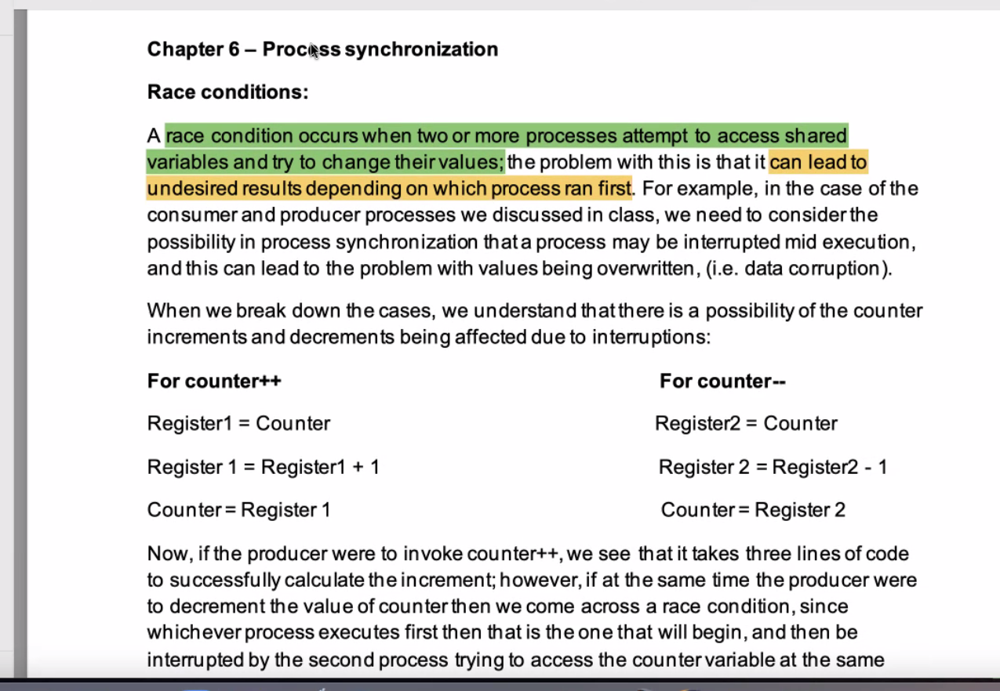 Chapter 6 – Process synchronization
Race conditions:
A race condition occurs when two or more processes attempt to access shared
variables and try to change their values; the problem with this is that it can lead to
undesired results depending on which process ran first. For example, in the case of the
consumer and producer processes we discussed in class, we need to consider the
possibility in process synchronization that a process may be interrupted mid execution,
and this can lead to the problem with values being overwritten, (i.e. data corruption).
When we break down the cases, we understand that there is a possibility of the counter
increments and decrements being affected due to interruptions:
For counter++ For counter--
Register1 = Counter Register2 = Counter
Register 1 = Register1 + 1 Register 2 = Register2 - 1
Counter = Register 1 Counter = Register 2
Now, if the producer were to invoke counter++, we see that it takes three lines of code
to successfully calculate the increment; however, if at the same time the producer were
to decrement the value of counter then we come across a race condition, since
whichever process executes first then that is the one that will begin, and then be
interrupted by the second process trying to access the counter variable at the same